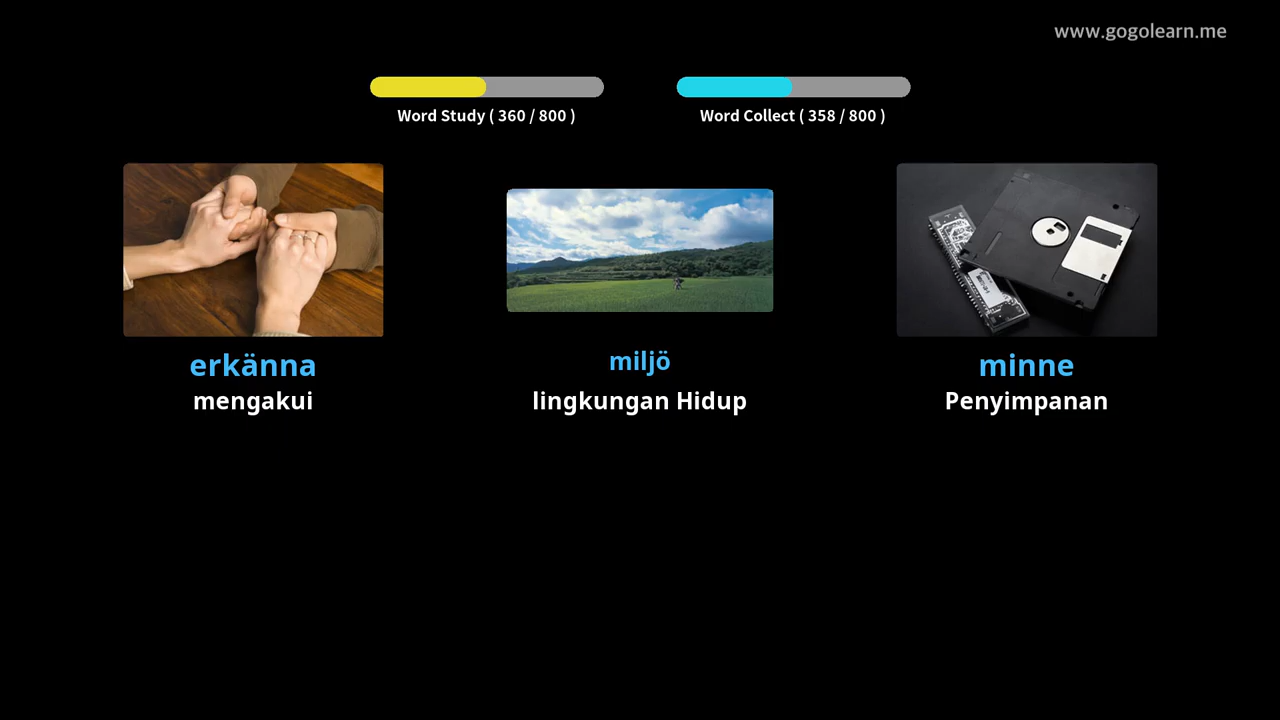 www.gogolearn.me
Word Study ( 360 / 800 )
Word Collect ( 358 / 800 )
erkänna
mengakui
miljö
lingkungan Hidup
minne
Penyimpanan